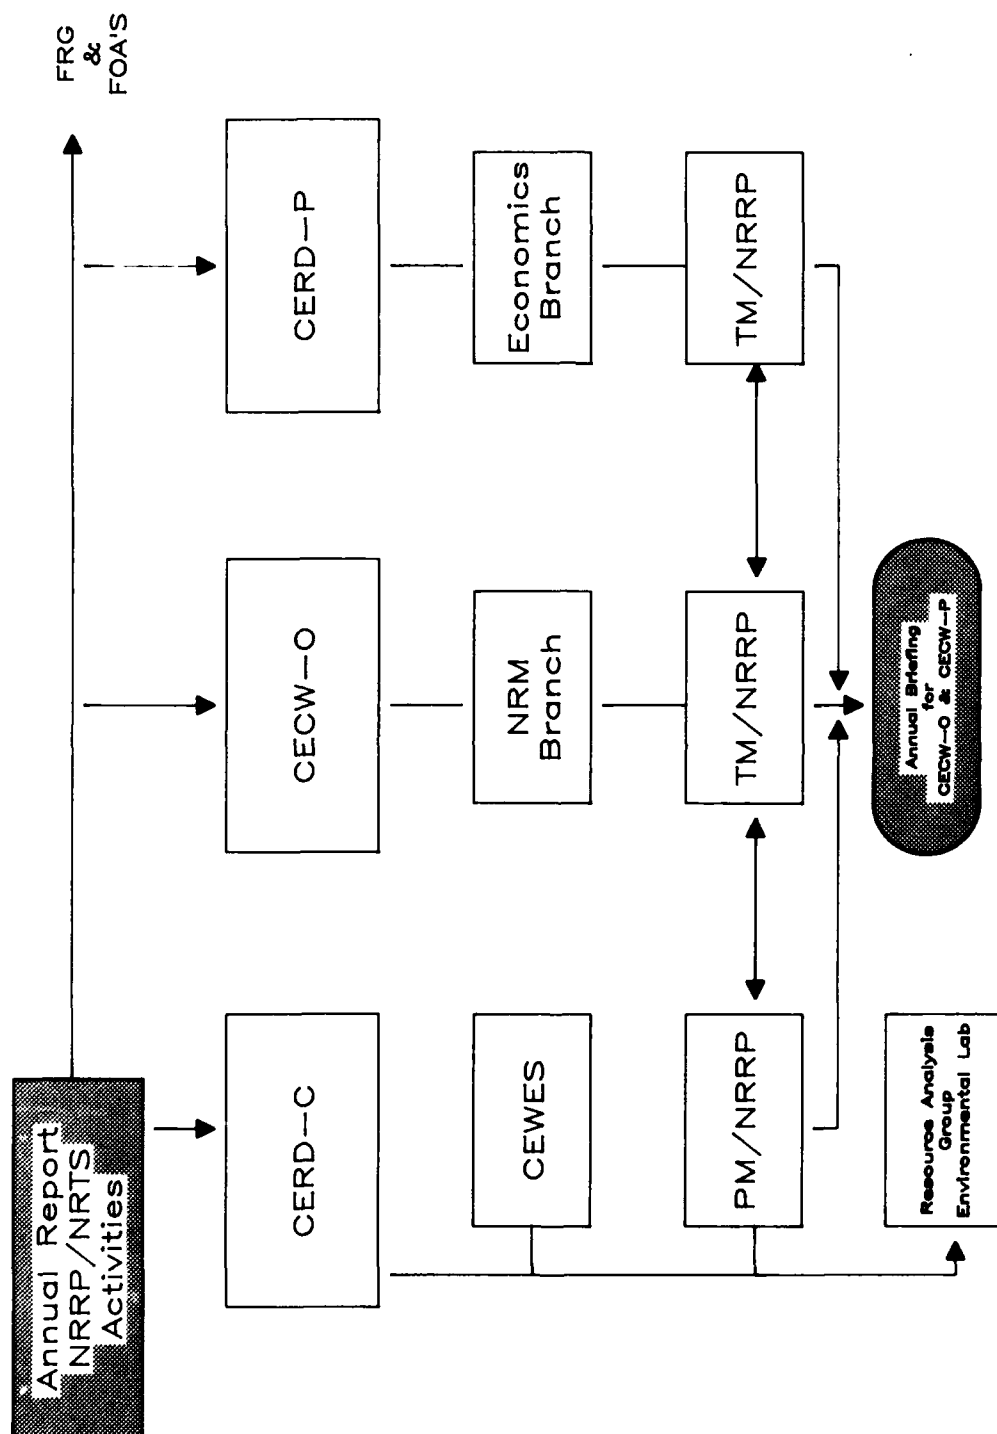 Annual Report
NRRP/NRTS
Activities
FRG
&
FOA'S
CERD-C
CECW-O
CERD-P
CEWES
NRM
Branch
Economics
Branch
PM/NRRP
TM/NRRP
TM/NRRP
Resource Analysis
Group
Environmental Lab
Annual Briefing
for
CECW-O & CECW-P